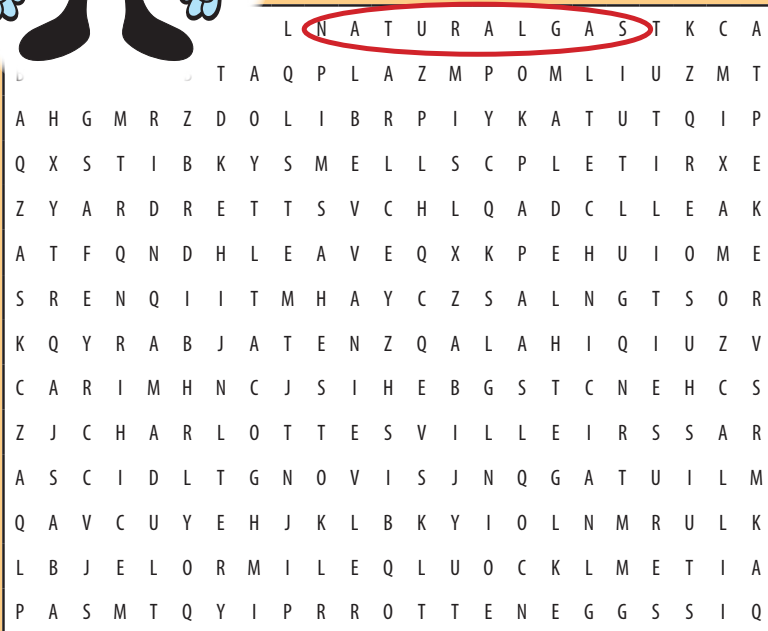 L N A T U R A L G A S T K C A
T A Q P L A Z M P O M L I U Z M T
A H G M R Z D O L I B R P I Y K A T U T Q I P
Q X S T I B K Y S M E L L S C P L E T I R X E
Z Y A R D R E T T S V C H L Q A D C L L E A K
A T F Q N D H L E A V E Q X K P E H U I O M E
S R E N Q I I T M H A Y C Z S A L N G T S O R
K Q Y R A B J A T E N Z Q A L A H I Q I U Z V
C A R I M H N C J S I H E B G S T C N E H C S
Z J C H A R L O T T E S V I L L E I R S S A R
A S C I D L T G N O V I S J N Q G A T U I L M
Q A V C U Y E H J K L B K Y I O L N M R U L K
L B J E L O R M I L E Q L U O C K L M E T I A
P A S M T Q Y I P R R O T T E N E G G S S I Q